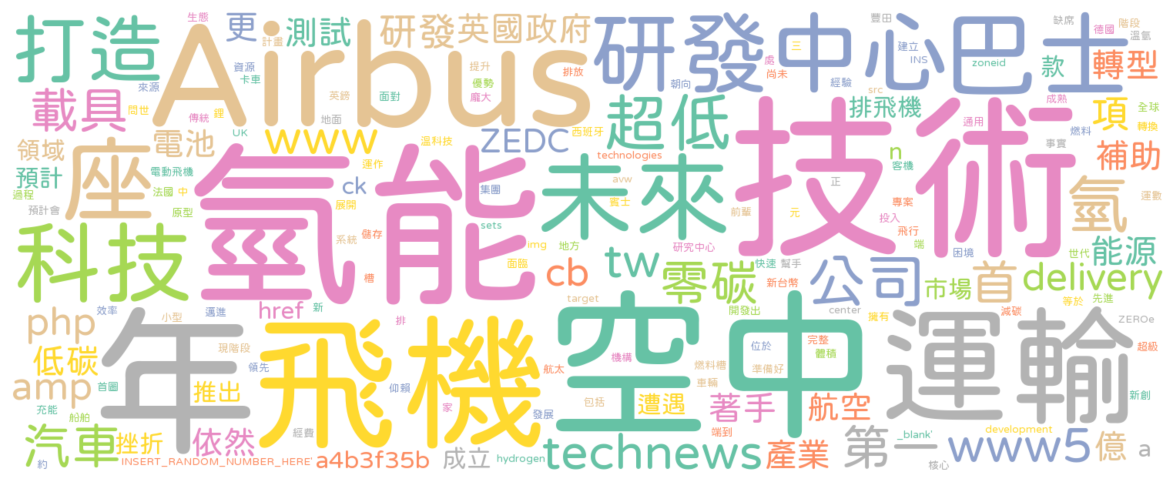 打造
Airbus
生態
更
計畫
測試
研發
英國政府
研發中心
巴士
豐田
建立
INS
zoneid
缺席
德國
階段
溫氫
款
轉型
來源
資源
卡車
提升
優勢
龐大
排放
朝向
三
處
尚未
經驗
src
載具
問世
傳統
鋰
英鎊
面對
地面
www
UK
ZEDC
西班牙
超低
排飛機
成熟
通用
燃料
項
全球
轉換
事實
補助
領域
電池
溫科技
technologies
n
客機
預計
座
電動飛機
法國
中
運作
展開
ck
集團
氫能
未來
avw
賓士
技術
正
專案
氫
運數
過程
預計會
原型
系統
儲存
sets
前輩
元
投入
飛行
端
科技
槽
img
面臨
地方
研究中心
困境
世代
能源
cb
tw
零碳
快速
幫手
新台幣
公司
市場
首
delivery
等於
先進
href
新
target
開發出
center
擁有
減碳
ZEROe
php
效率
邁進
小型
排
年
飛機
空中
運輸
低碳
現階段
領先
機構
位於
完整
體積
超級
amp
首圖
推出
仰賴
航太
燃料槽
車輛
準備好
新創
充能
船舶
家
發展
包括
遭遇
著手
航空
汽車
挫折
依然
經費
端到
第一
_blank'
development
www5
億
a
約
INSERT_RANDOM_NUMBER_HERE'
a4b3f35b
成立
hydrogen
technews
產業
核心